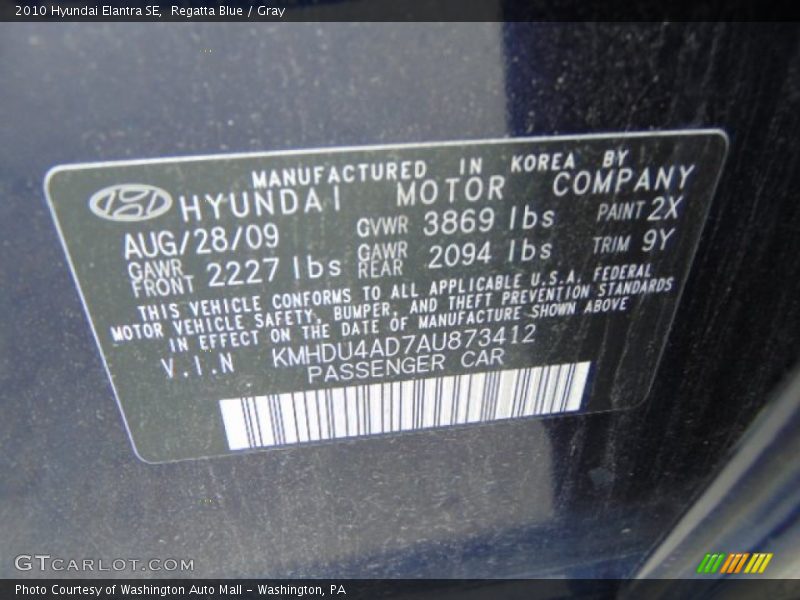 2010 Hyundai Elantra SE, Regatta Blue / Gray
MANUFACTURED IN KOREA BY
HYUNDAI MOTOR COMPANY
AUG/28/09 GVWR 3869 lbs PAINT 2X
GAWR FRONT 2227 lbs GAWR REAR 2094 lbs TRIM 9Y
THIS VEHICLE CONFORMS TO ALL APPLICABLE U.S.A. FEDERAL
MOTOR VEHICLE SAFETY, BUMPER, AND THEFT PREVENTION STANDARDS
IN EFFECT ON THE DATE OF MANUFACTURE SHOWN ABOVE
V.I.N KMHDU4AD7AU873412
PASSENGER CAR
GTCARLOT.COM
Photo Courtesy of Washington Auto Mall - Washington, PA